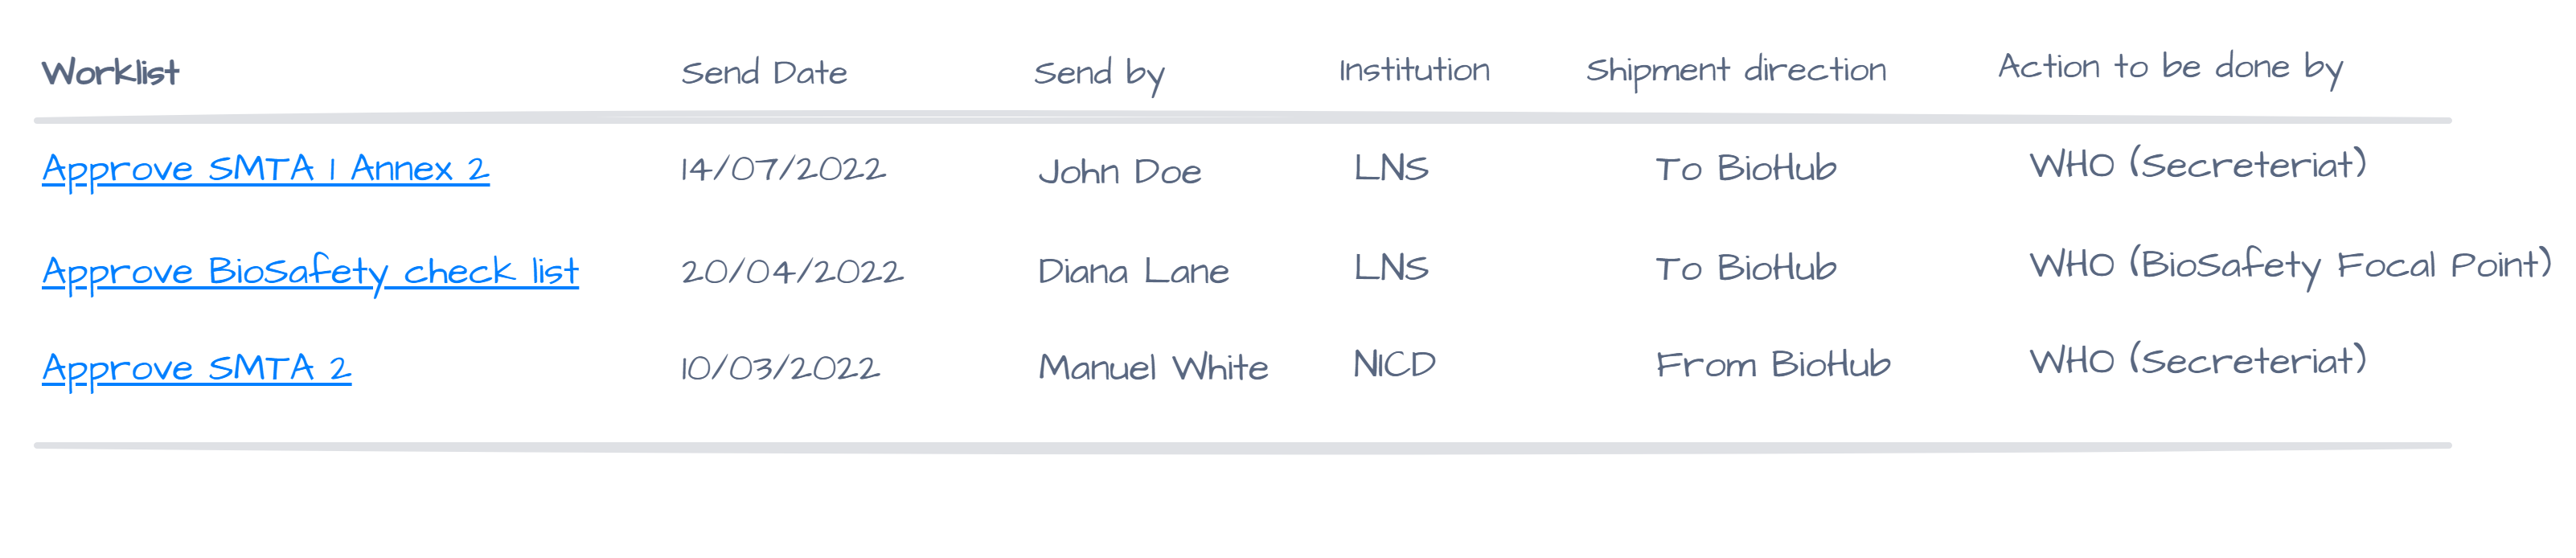 Worklist Send Date Send by Institution Shipment direction Action to be done by
Approve SMTA 1 Annex 2 14/07/2022 John Doe LNS To BioHub WHO (Secreteriat)
Approve BioSafety check list 20/04/2022 Diana Lane LNS To BioHub WHO (BioSafety Focal Point)
Approve SMTA 2 10/03/2022 Manuel White NICD From BioHub WHO (Secreteriat)